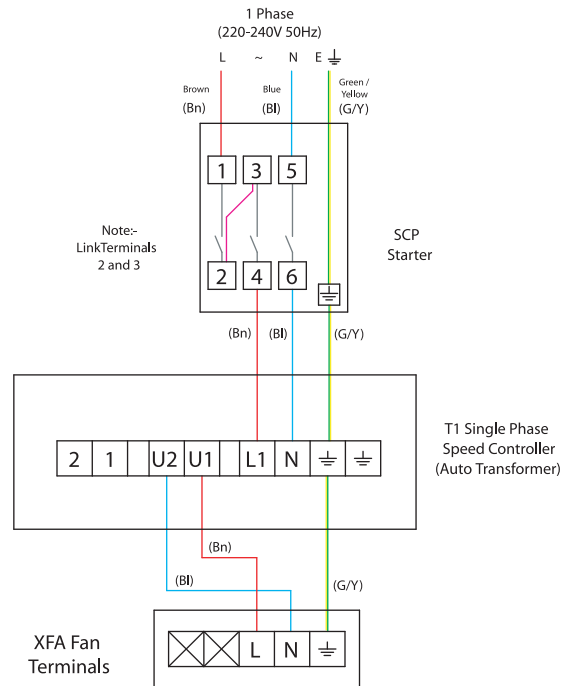 1 Phase
(220-240V 50Hz)
L ~ N E
Brown
(Bn)
Blue
(Bl)
Green /
Yellow
(G/Y)
1 3 5
Note:-
LinkTerminals
2 and 3
SCP
Starter
2 4 6
(Bn) (Bl) (G/Y)
T1 Single Phase
Speed Controller
(Auto Transformer)
2 1 U2 U1 L1 N
(Bn)
(Bl)
(G/Y)
XFA Fan
Terminals
L N